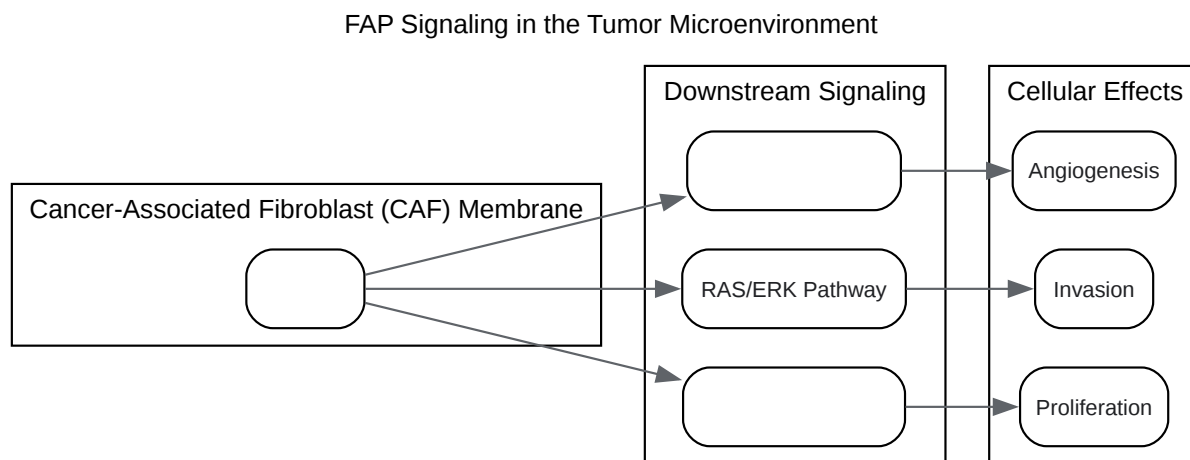 FAP Signaling in the Tumor Microenvironment
Cancer-Associated Fibroblast (CAF) Membrane
Downstream Signaling
RAS/ERK Pathway
Cellular Effects
Angiogenesis
Invasion
Proliferation